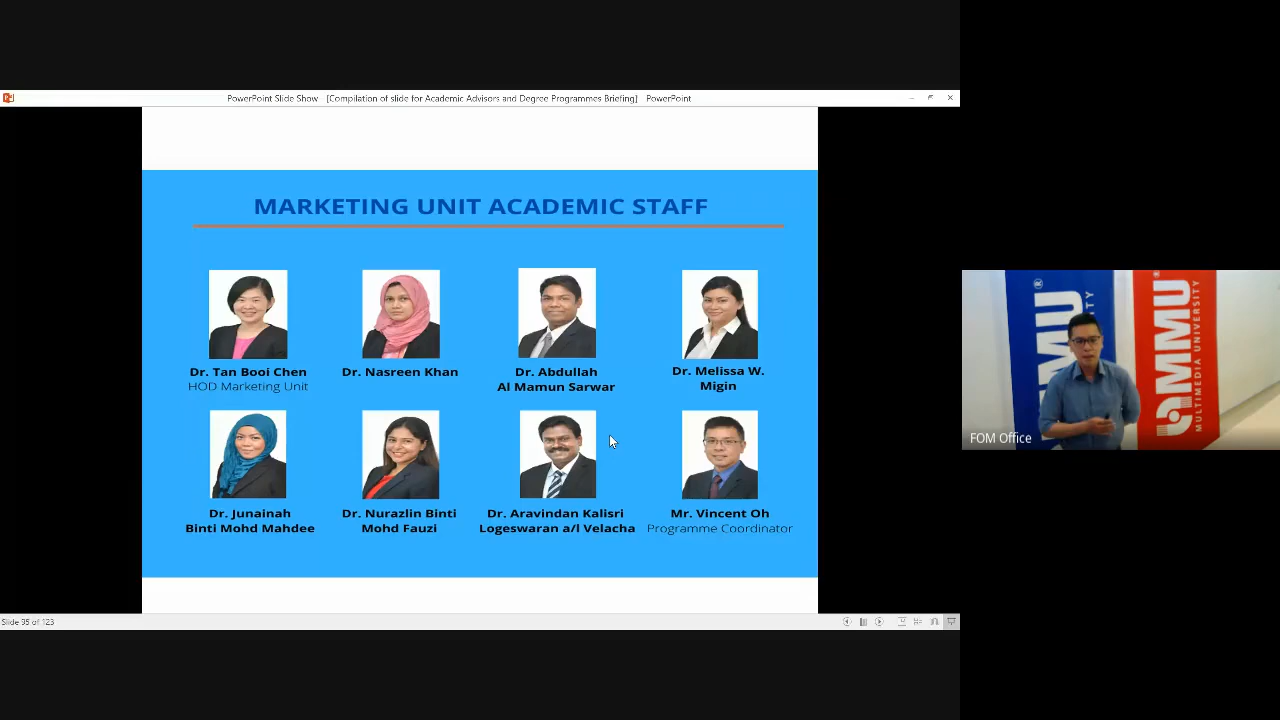 PowerPoint Slide Show - [Compilation of slide for Academic Advisors and Degree Programmes Briefing] - PowerPoint
MARKETING UNIT ACADEMIC STAFF
Dr. Tan Booi Chen
HOD Marketing Unit
Dr. Nasreen Khan
Dr. Abdullah
Al Mamun Sarwar
Dr. Melissa W.
Migin
Dr. Junainah
Binti Mohd Mahdee
Dr. Nurazlin Binti
Mohd Fauzi
Dr. Aravindan Kalisri
Logeswaran a/l Velacha
Mr. Vincent Oh
Programme Coordinator
Slide 95 of 123
MMU
MMU
MULTIMEDIA UNIVERSITY
FOM Office